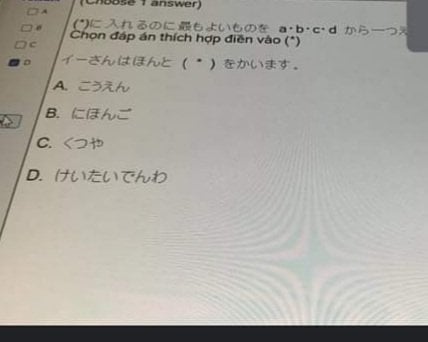 (Choose 1 answer)
A
B
C
D
(*)に入れるのに最もよいものを a・b・c・d から一つ
Chọn đáp án thích hợp điền vào (*)
イーさんはほんと ( * ) をかいます。
A. こうえん
B. にほんご
C. くつや
D. けいたいでんわ